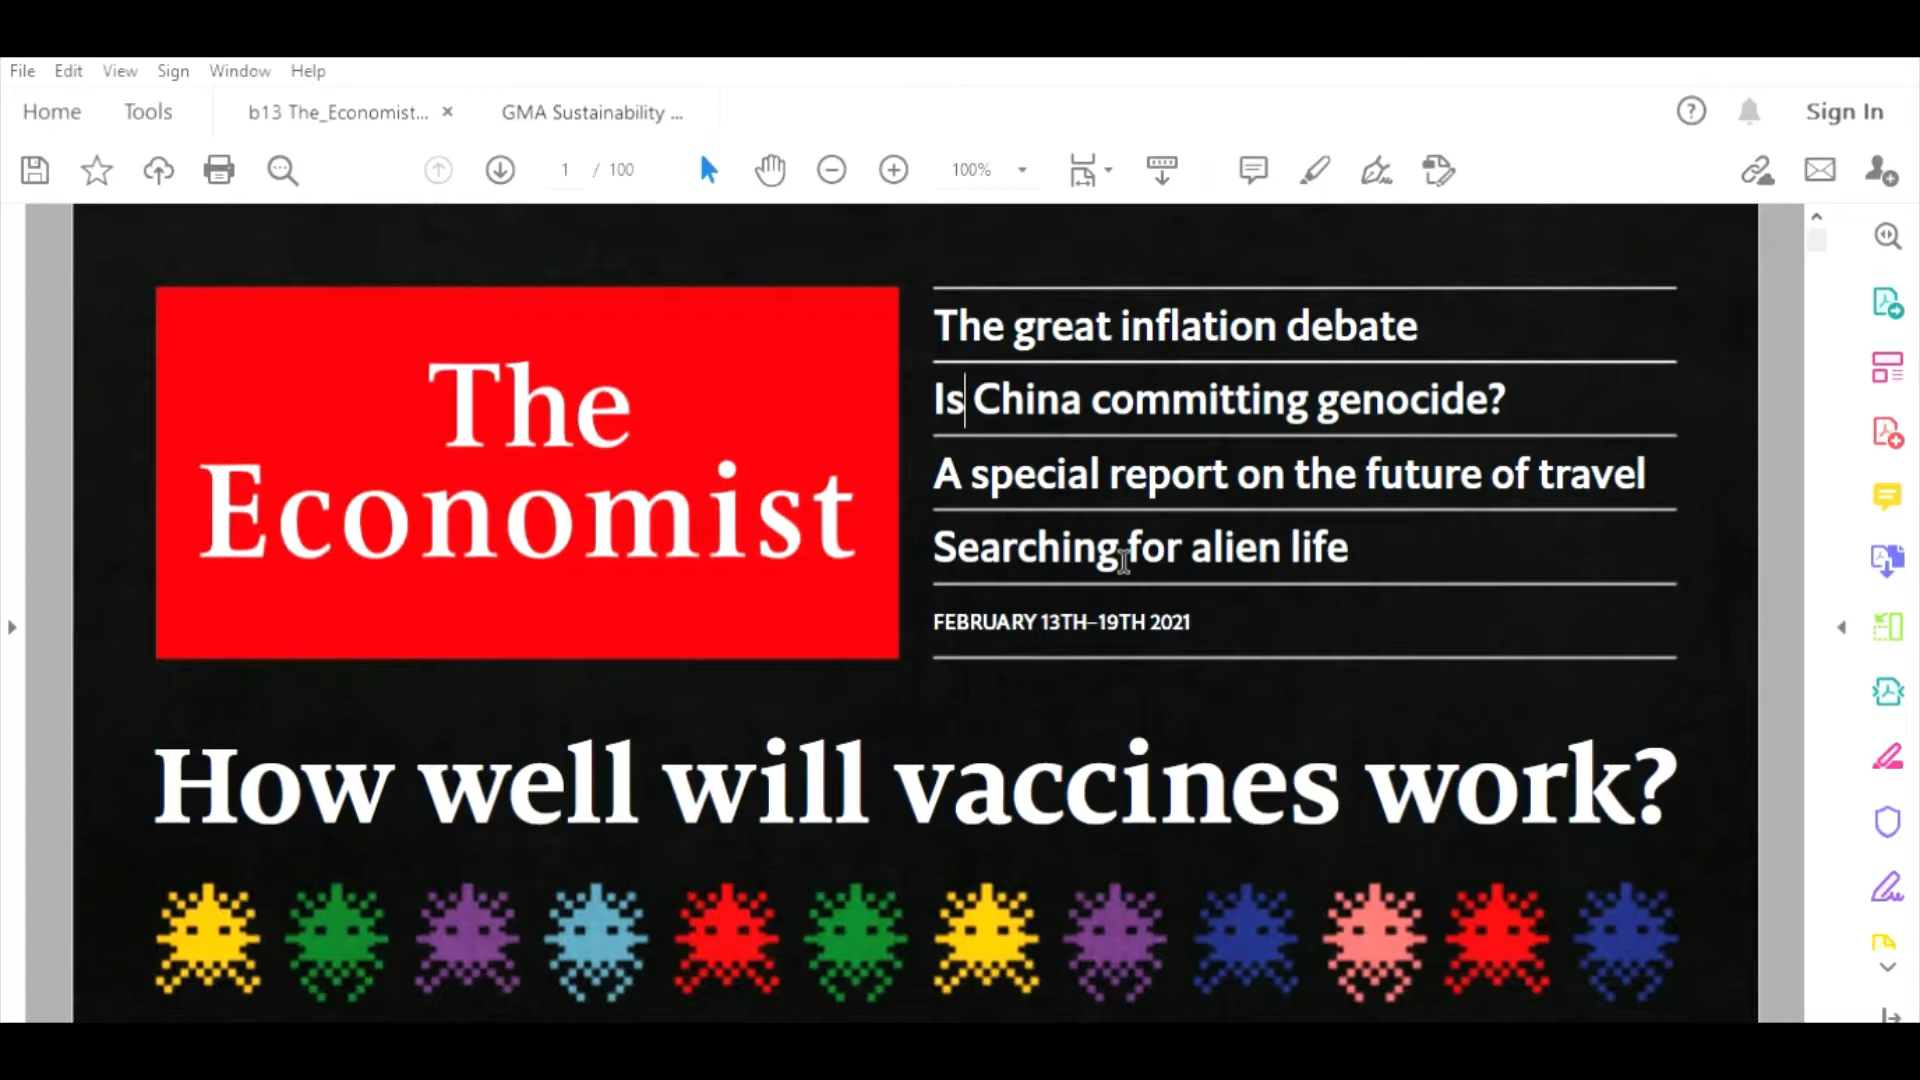 File Edit View Sign Window Help
Home Tools b13 The_Economist... × GMA Sustainability ... Sign In
1 / 100 100%
The
Economist
The great inflation debate
Is China committing genocide?
A special report on the future of travel
Searching for alien life
FEBRUARY 13TH–19TH 2021
How well will vaccines work?